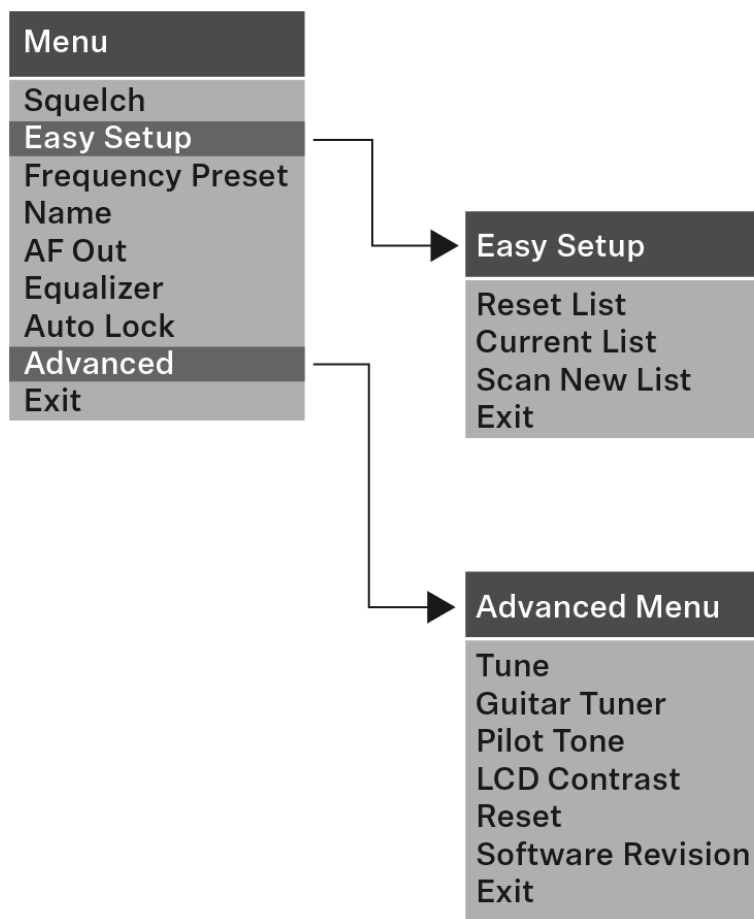 Menu
Squelch
Easy Setup
Frequency Preset
Name
AF Out
Equalizer
Auto Lock
Advanced
Exit
Easy Setup
Reset List
Current List
Scan New List
Exit
Advanced Menu
Tune
Guitar Tuner
Pilot Tone
LCD Contrast
Reset
Software Revision
Exit